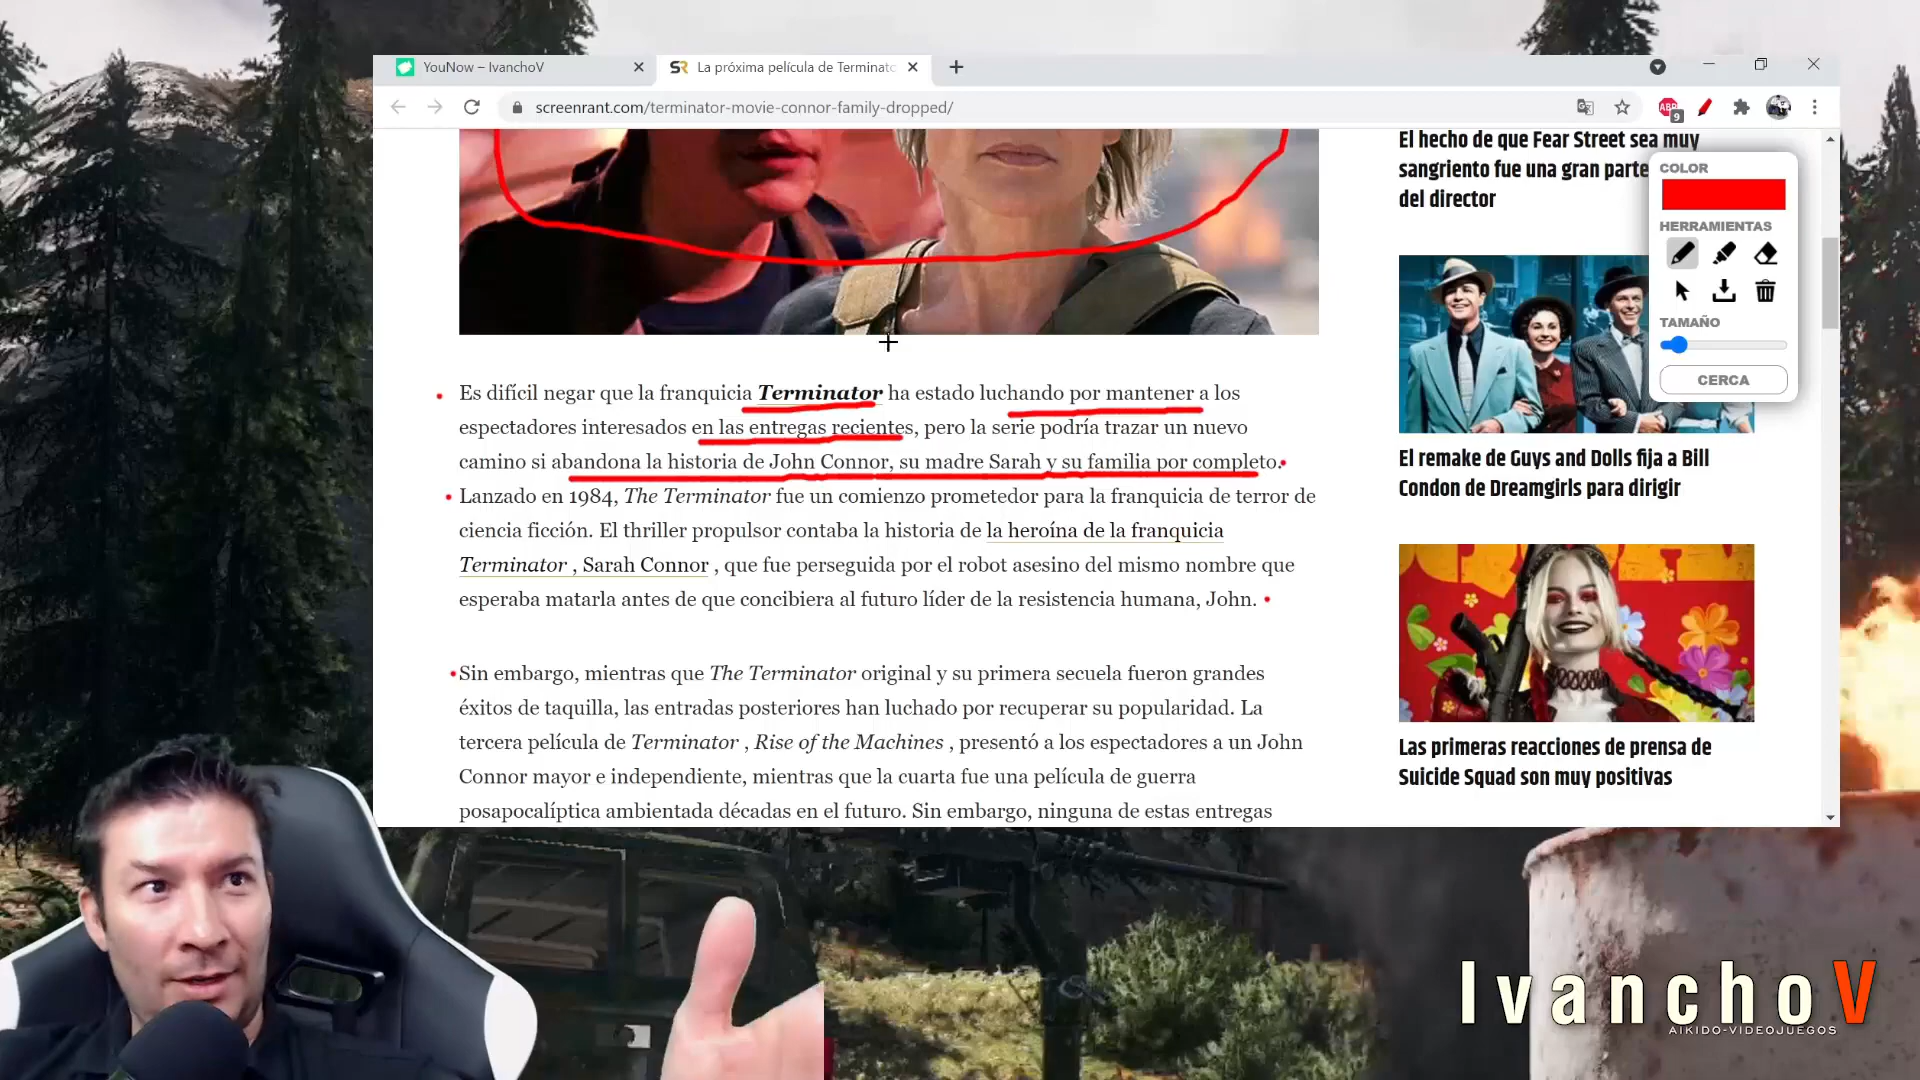 YouNow – IvanchoV
SR La próxima película de Terminato
screenrant.com/terminator-movie-connor-family-dropped/
ABP
9
Es difícil negar que la franquicia Terminator ha estado luchando por mantener a los
espectadores interesados en las entregas recientes, pero la serie podría trazar un nuevo
camino si abandona la historia de John Connor, su madre Sarah y su familia por completo.
Lanzado en 1984, The Terminator fue un comienzo prometedor para la franquicia de terror de
ciencia ficción. El thriller propulsor contaba la historia de la heroína de la franquicia
Terminator , Sarah Connor , que fue perseguida por el robot asesino del mismo nombre que
esperaba matarla antes de que concibiera al futuro líder de la resistencia humana, John.
Sin embargo, mientras que The Terminator original y su primera secuela fueron grandes
éxitos de taquilla, las entradas posteriores han luchado por recuperar su popularidad. La
tercera película de Terminator , Rise of the Machines , presentó a los espectadores a un John
Connor mayor e independiente, mientras que la cuarta fue una película de guerra
posapocalíptica ambientada décadas en el futuro. Sin embargo, ninguna de estas entregas
El hecho de que Fear Street sea muy
sangriento fue una gran parte
del director
El remake de Guys and Dolls fija a Bill
Condon de Dreamgirls para dirigir
Las primeras reacciones de prensa de
Suicide Squad son muy positivas
COLOR
HERRAMIENTAS
TAMAÑO
CERCA
IvanchoV
AIKIDO-VIDEOJUEGOS